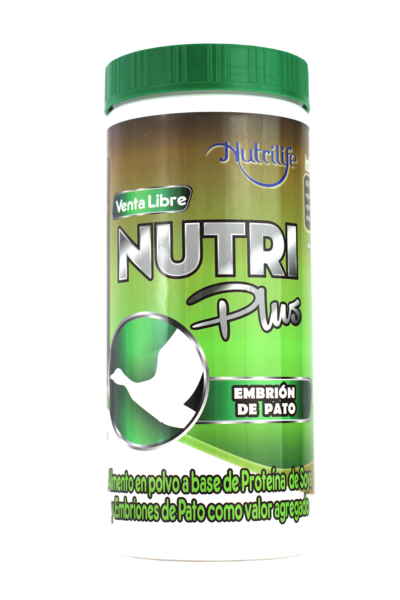 Nutrilife
Venta Libre
NUTRI
Plus
EMBRIÓN
DE PATO
Alimento en polvo a base de Proteína de Soya
y Embriones de Pato como valor agregado